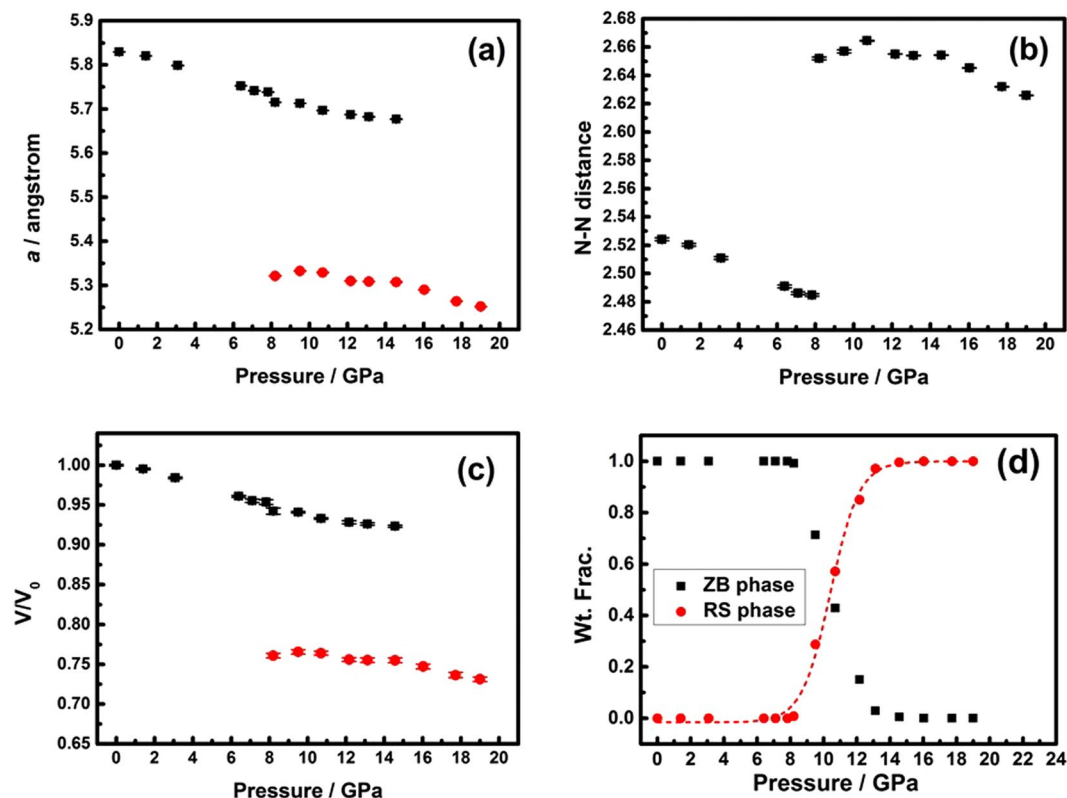 (a)
5.9
5.8
5.7
5.6
5.5
5.4
5.3
5.2
a / angstrom
0 2 4 6 8 10 12 14 16 18 20
Pressure / GPa
(b)
2.68
2.66
2.64
2.62
2.60
2.58
2.56
2.54
2.52
2.50
2.48
2.46
N-N distance
0 2 4 6 8 10 12 14 16 18 20
Pressure / GPa
(c)
1.00
0.95
0.90
0.85
0.80
0.75
0.70
0.65
V/V0
0 2 4 6 8 10 12 14 16 18 20
Pressure / GPa
(d)
1.0
0.8
0.6
0.4
0.2
0.0
Wt. Frac.
ZB phase
RS phase
0 2 4 6 8 10 12 14 16 18 20 22 24
Pressure / GPa